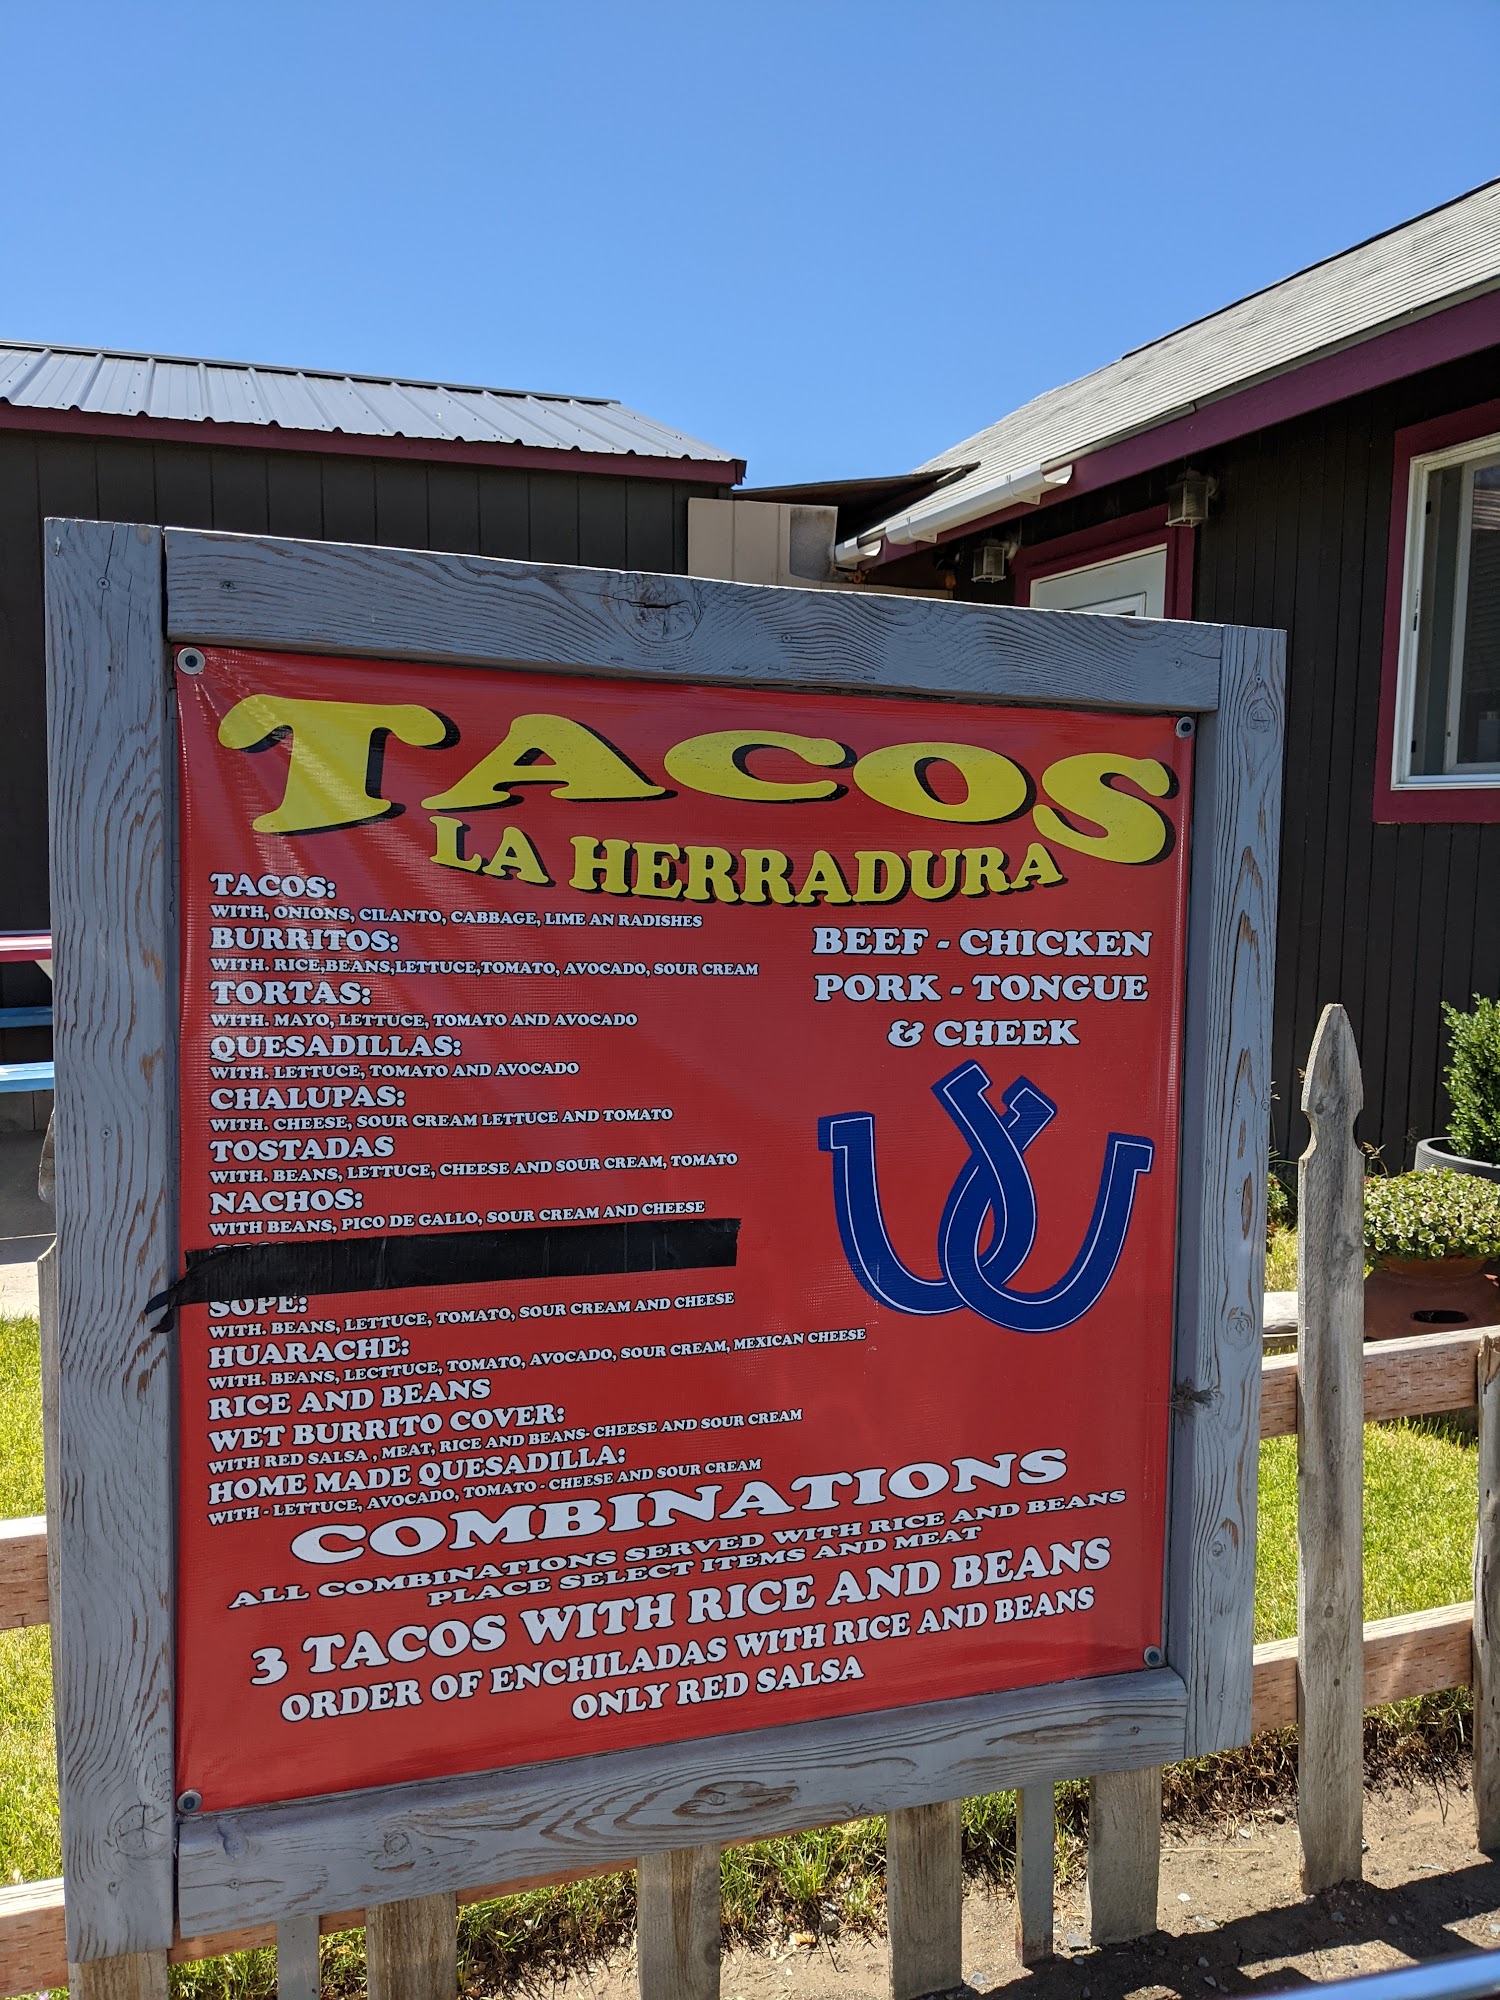 TACOS
LA HERRADURA
TACOS:
WITH, ONIONS, CILANTO, CABBAGE, LIME AN RADISHES
BURRITOS:
WITH. RICE,BEANS,LETTUCE,TOMATO, AVOCADO, SOUR CREAM
TORTAS:
WITH. MAYO, LETTUCE, TOMATO AND AVOCADO
QUESADILLAS:
WITH. LETTUCE, TOMATO AND AVOCADO
CHALUPAS:
WITH. CHEESE, SOUR CREAM LETTUCE AND TOMATO
TOSTADAS
WITH. BEANS, LETTUCE, CHEESE AND SOUR CREAM, TOMATO
NACHOS:
WITH BEANS, PICO DE GALLO, SOUR CREAM AND CHEESE
SOPE:
WITH. BEANS, LETTUCE, TOMATO, SOUR CREAM AND CHEESE
HUARACHE:
WITH. BEANS, LECTTUCE, TOMATO, AVOCADO, SOUR CREAM, MEXICAN CHEESE
RICE AND BEANS
WET BURRITO COVER:
WITH RED SALSA , MEAT, RICE AND BEANS- CHEESE AND SOUR CREAM
HOME MADE QUESADILLA:
WITH - LETTUCE, AVOCADO, TOMATO - CHEESE AND SOUR CREAM
BEEF - CHICKEN
PORK - TONGUE
& CHEEK
COMBINATIONS
ALL COMBINATIONS SERVED WITH RICE AND BEANS
PLACE SELECT ITEMS AND MEAT
3 TACOS WITH RICE AND BEANS
ORDER OF ENCHILADAS WITH RICE AND BEANS
ONLY RED SALSA